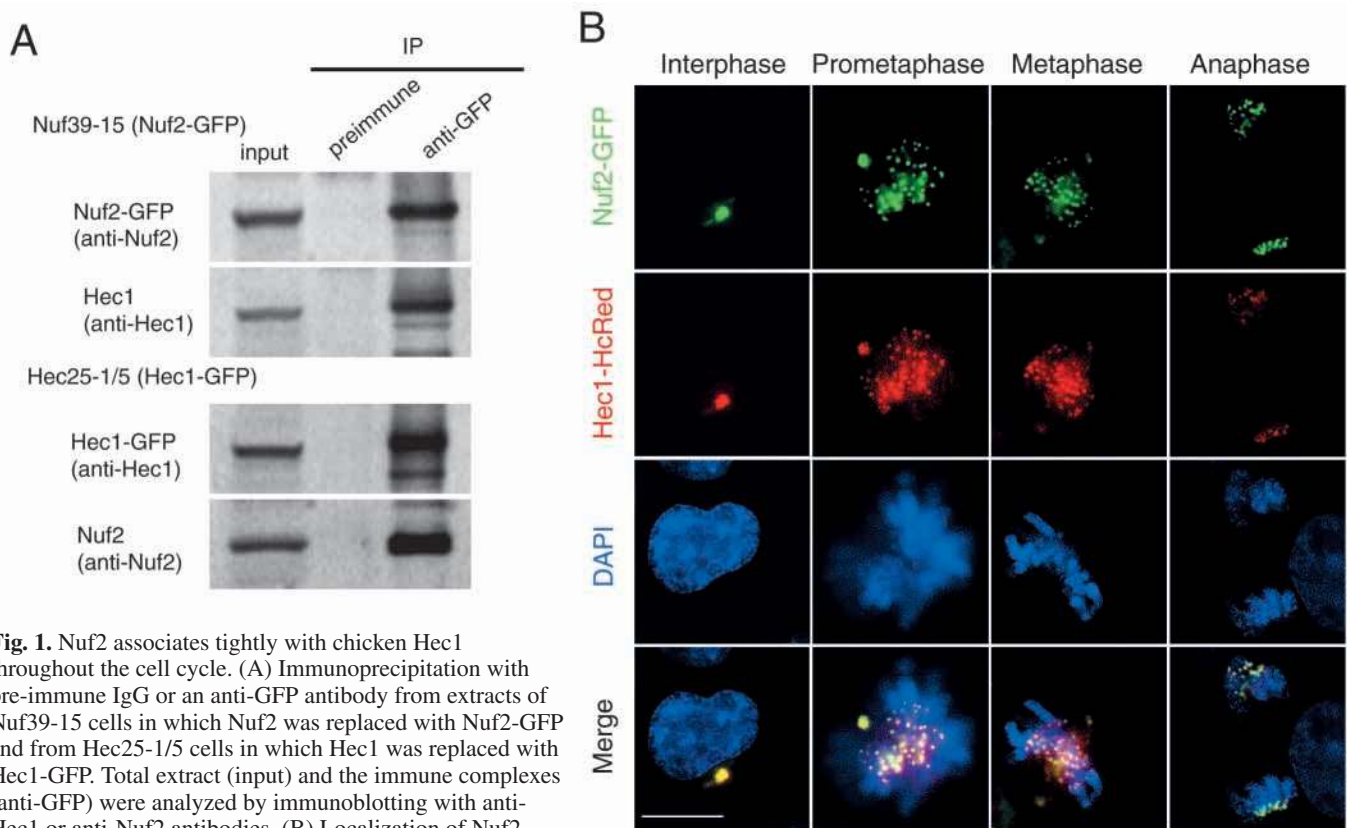 A
IP
Nuf39-15 (Nuf2-GFP)
input
preimmune
anti-GFP
Nuf2-GFP
(anti-Nuf2)
Hec1
(anti-Hec1)
Hec25-1/5 (Hec1-GFP)
Hec1-GFP
(anti-Hec1)
Nuf2
(anti-Nuf2)
B
Interphase Prometaphase Metaphase Anaphase
Nuf2-GFP
Hec1-HcRed
DAPI
Merge
ig. 1. Nuf2 associates tightly with chicken Hec1
hroughout the cell cycle. (A) Immunoprecipitation with
re-immune IgG or an anti-GFP antibody from extracts of
Nuf39-15 cells in which Nuf2 was replaced with Nuf2-GFP
nd from Hec25-1/5 cells in which Hec1 was replaced with
Hec1-GFP. Total extract (input) and the immune complexes
anti-GFP) were analyzed by immunoblotting with anti-
Hec1 or anti-Nuf2 antibodies. (B) Localization of Nuf2